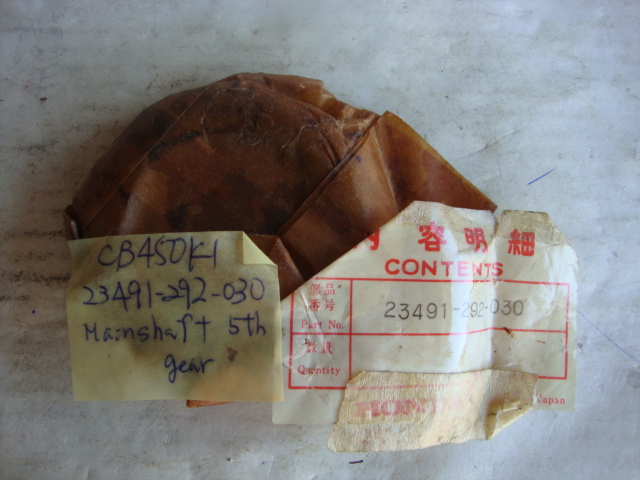 CB450K1
23491-292-030
Mainshaft 5th
gear
内容明細
CONTENTS
部品
番号
Part No.
23491-292-030
数量
Quantity
HOND
Japan